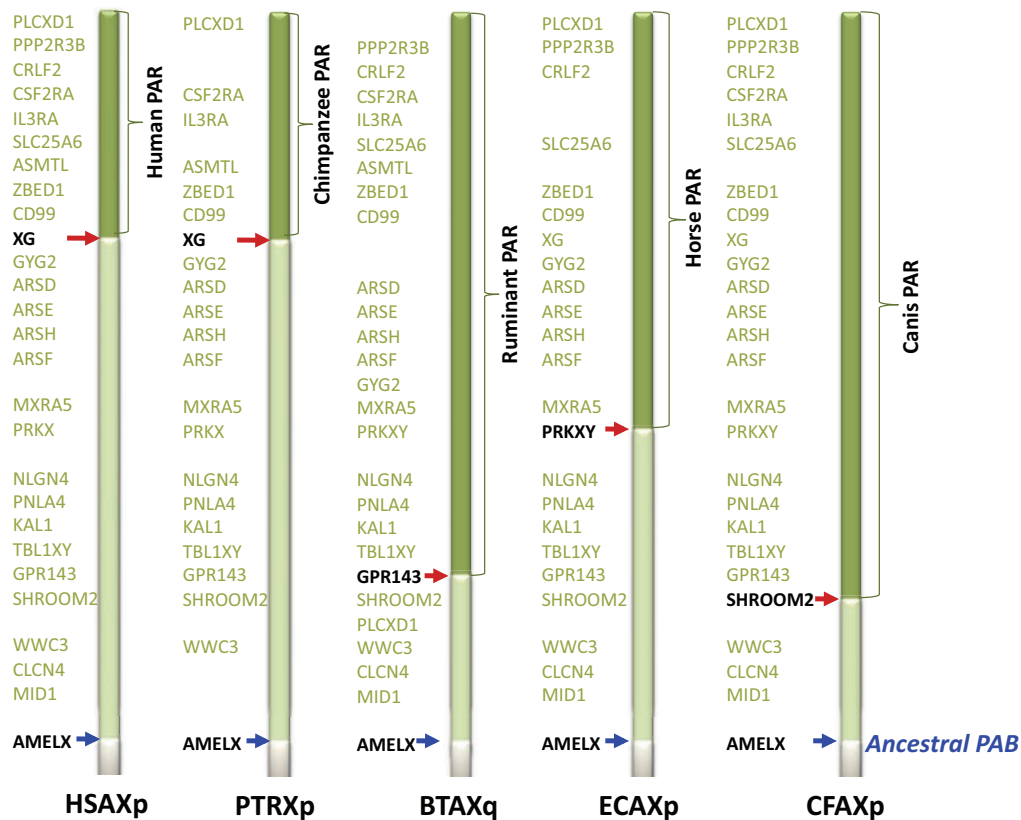 PLCXD1
PPP2R3B
CRLF2
CSF2RA
IL3RA
SLC25A6
ASMTL
ZBED1
CD99
XG
GYG2
ARSD
ARSE
ARSH
ARSF
MXRA5
PRKX
NLGN4
PNLA4
KAL1
TBL1XY
GPR143
SHROOM2
WWC3
CLCN4
MID1
AMELX
Human PAR
HSAXp
PLCXD1
CSF2RA
IL3RA
ASMTL
ZBED1
CD99
XG
GYG2
ARSD
ARSE
ARSH
ARSF
MXRA5
PRKX
NLGN4
PNLA4
KAL1
TBL1XY
GPR143
SHROOM2
WWC3
AMELX
Chimpanzee PAR
PTRXp
PPP2R3B
CRLF2
CSF2RA
IL3RA
SLC25A6
ASMTL
ZBED1
CD99
ARSD
ARSE
ARSH
ARSF
GYG2
MXRA5
PRKXY
NLGN4
PNLA4
KAL1
TBL1XY
GPR143
SHROOM2
PLCXD1
WWC3
CLCN4
MID1
AMELX
Ruminant PAR
BTAXq
PLCXD1
PPP2R3B
CRLF2
SLC25A6
ZBED1
CD99
XG
GYG2
ARSD
ARSE
ARSH
ARSF
MXRA5
PRKXY
NLGN4
PNLA4
KAL1
TBL1XY
GPR143
SHROOM2
WWC3
CLCN4
MID1
AMELX
Horse PAR
ECAXp
PLCXD1
PPP2R3B
CRLF2
CSF2RA
IL3RA
SLC25A6
ZBED1
CD99
XG
GYG2
ARSD
ARSE
ARSH
ARSF
MXRA5
PRKXY
NLGN4
PNLA4
KAL1
TBL1XY
GPR143
SHROOM2
WWC3
CLCN4
MID1
AMELX
Canis PAR
Ancestral PAB
CFAXp